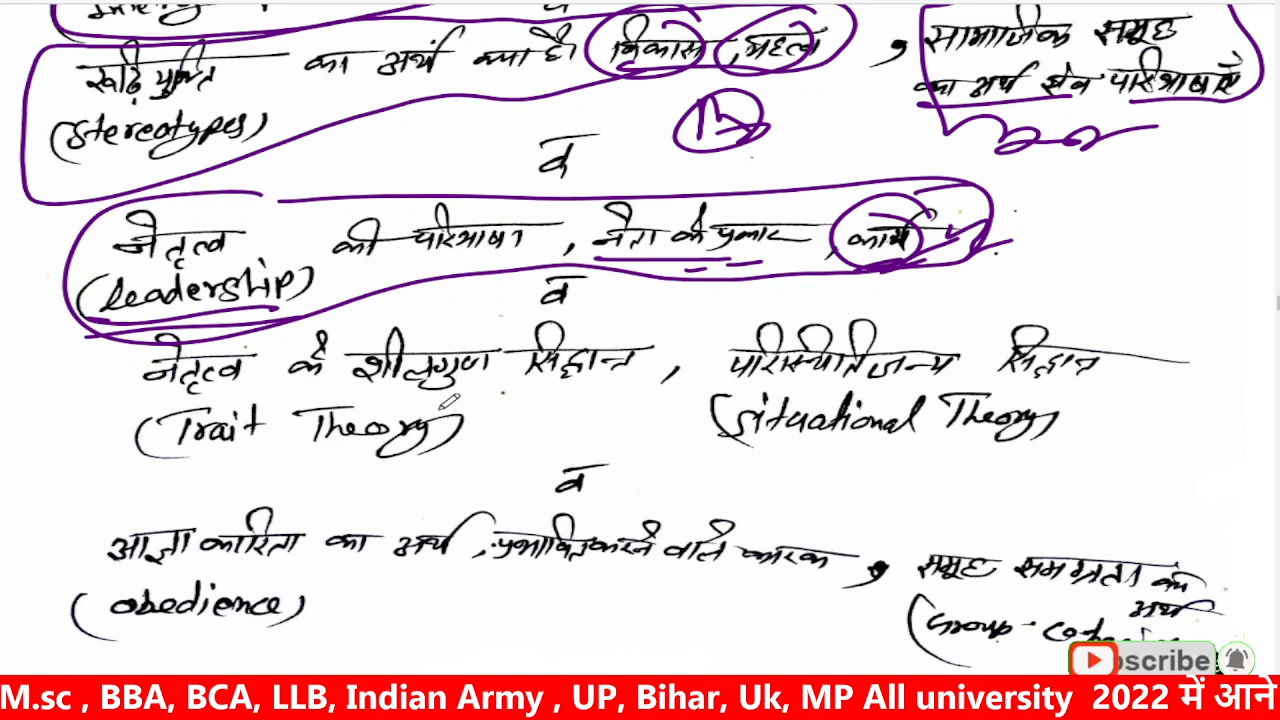 रूढ़ि युक्ति का अर्थ क्या है। विकास, महत्व, सामाजिक समूह
(Stereotypes) का अर्थ एवं परिभाषाएँ
व
नेतृत्व की परिभाषा, नेता के प्रकार, कार्य
(leadership)
व
नेतृत्व के शीलगुण सिद्धान्त, परिस्थितिजन्य सिद्धान्त
(Trait Theory) (Situational Theory)
व
आज्ञाकारिता का अर्थ, प्रभावित करने वाले कारक, समूह समग्रता का अर्थ
(obedience) (Group-
bscribe
M.sc , BBA, BCA, LLB, Indian Army , UP, Bihar, Uk, MP All university 2022 में आने